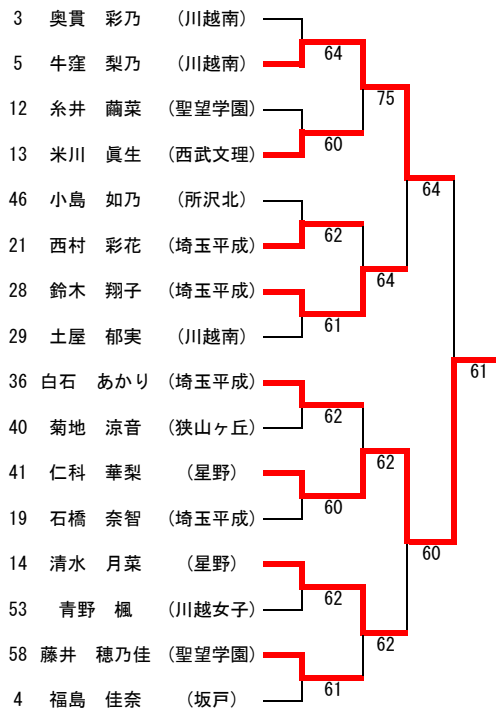 3 奥貫 彩乃 (川越南)
64
5 牛窪 梨乃 (川越南)
75
12 糸井 繭菜 (聖望学園)
60
13 米川 眞生 (西武文理)
64
46 小島 如乃 (所沢北)
62
21 西村 彩花 (埼玉平成)
64
28 鈴木 翔子 (埼玉平成)
61
29 土屋 郁実 (川越南)
61
36 白石 あかり (埼玉平成)
62
40 菊地 涼音 (狭山ヶ丘)
62
41 仁科 華梨 (星野)
60
19 石橋 奈智 (埼玉平成)
60
14 清水 月菜 (星野)
62
53 青野 楓 (川越女子)
62
58 藤井 穂乃佳 (聖望学園)
61
4 福島 佳奈 (坂戸)